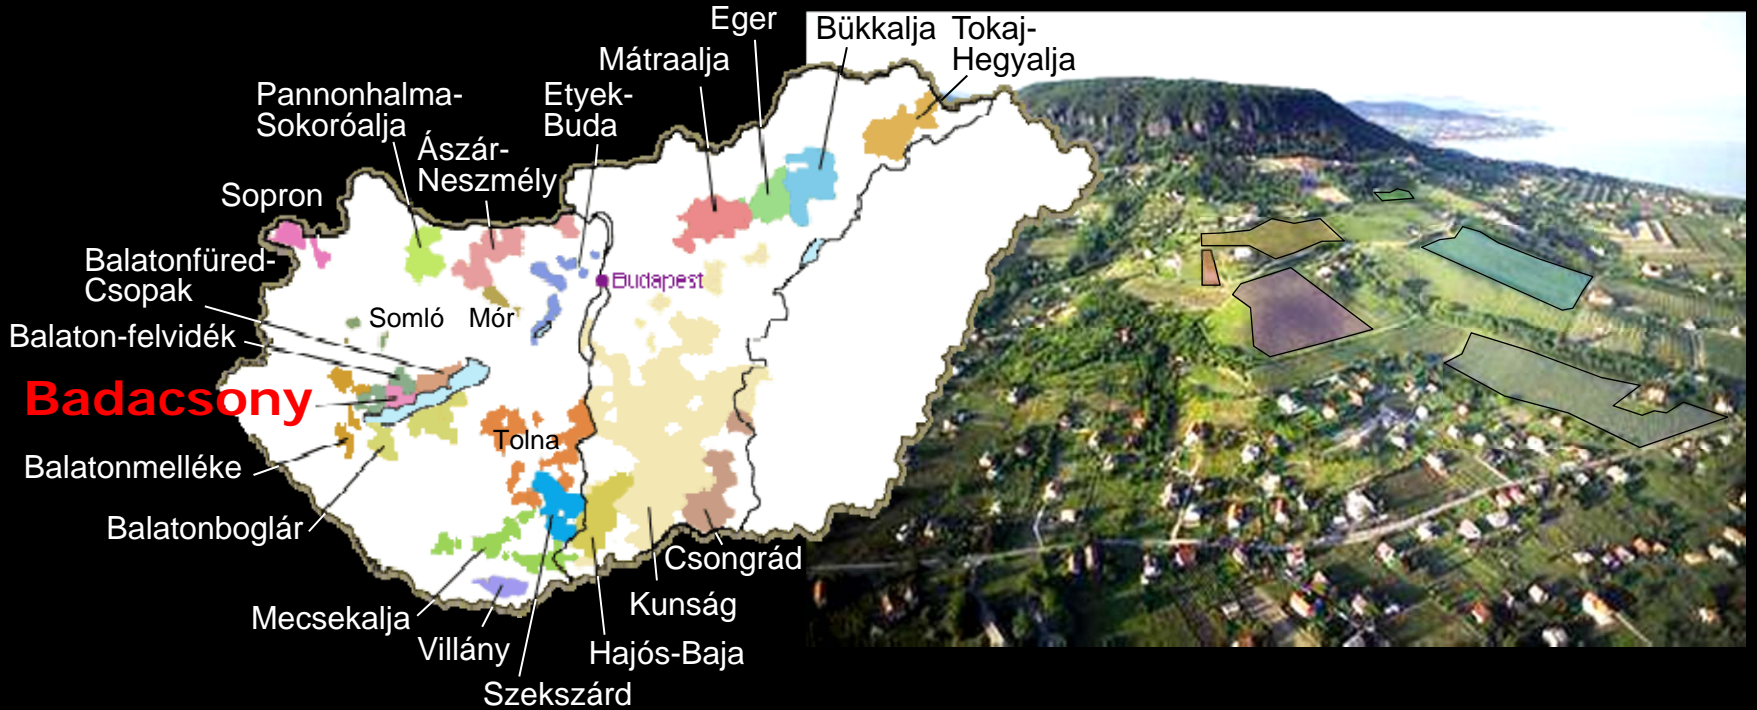 Eger
Bükkalja
Tokaj-
Hegyalja
Mátraalja
Pannonhalma-
Sokoróalja
Etyek-
Buda
Ászár-
Neszmély
Sopron
Balatonfüred-
Csopak
Budapest
Somló
Mór
Balaton-felvidék
Badacsony
Tolna
Balatonmelléke
Balatonboglár
Csongrád
Kunság
Mecsekalja
Villány
Hajós-Baja
Szekszárd